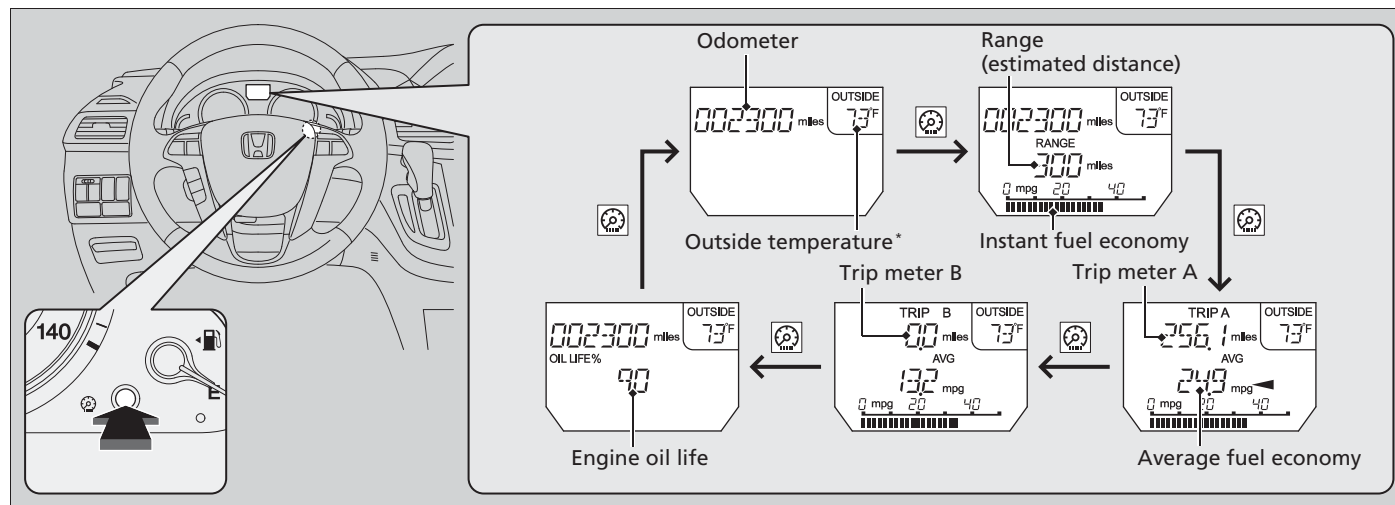 Odometer
Range
(estimated distance)
OUTSIDE
002300 miles
73°F
OUTSIDE
002300 miles
73°F
RANGE
300 miles
0 mpg 20 40
Outside temperature*
Instant fuel economy
Trip meter B
Trip meter A
002300 miles
OUTSIDE
73°F
OIL LIFE%
90
TRIP B
OUTSIDE
0.0 miles
73°F
AVG
13.2 mpg
0 mpg 20 40
TRIP A
OUTSIDE
256.1 miles
73°F
AVG
24.9 mpg
0 mpg 20 40
Engine oil life
Average fuel economy
140
E